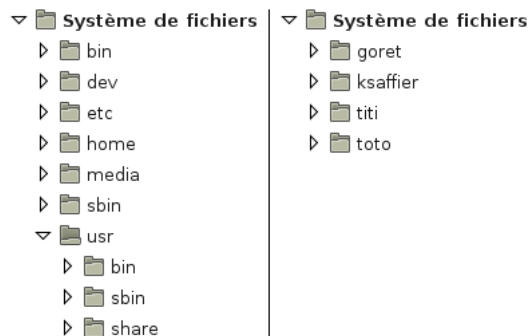 Système de fichiers
bin
dev
etc
home
media
sbin
usr
bin
sbin
share
Système de fichiers
goret
ksaffier
titi
toto